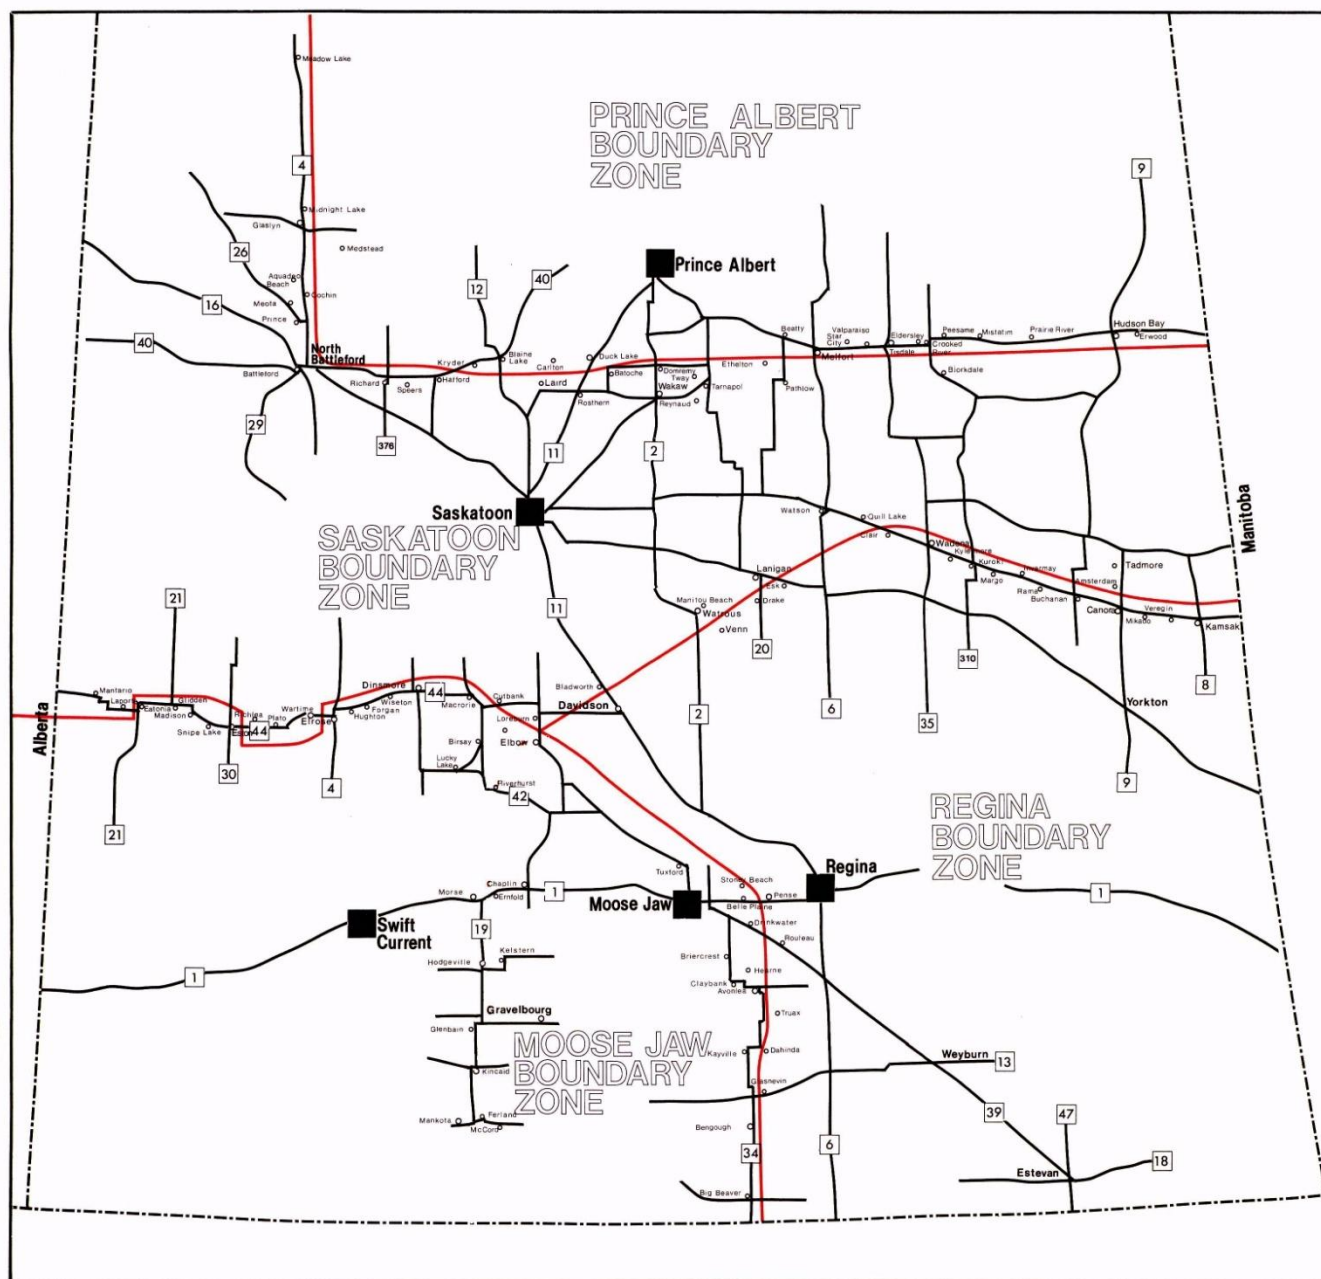 Meadow Lake
PRINCE ALBERT
BOUNDARY
ZONE
4
9
Midnight Lake
Glaslyn
26
Medstead
Prince Albert
Aquadeo
Beach
12
40
16
Meota
Cochin
Prince
40
North
Battleford
Battleford
Kryder
Blaine
Lake
Carlton
Duck Lake
Richard
Speers
Hafford
Laird
Batoche
Domremy
Tway
Wakaw
Tarnapol
Reynaud
Rosthern
Ethelton
Beatty
Pathlow
Star
City
Valparaiso
Melfort
Eldersley
Tisdale
Peesame
Crooked
River
Mistatim
Prairie River
Hudson Bay
Erwood
Bjorkdale
29
376
11
2
Saskatoon
SASKATOON
BOUNDARY
ZONE
Watson
Quill Lake
Clair
Wadena
Kylemore
Kuroki
Margo
Invermay
Rama
Buchanan
Amsterdam
Tadmore
Canora
Mikado
Veregin
Kamsack
Manitoba
Lanigan
Esk
Drake
Manitou Beach
Watrous
Venn
21
11
20
310
8
Mantario
Laporte
Eatonia
Glidden
Madison
Snipe Lake
Richlea
Eston
44
Plato
Wartime
Elrose
Hughton
Forgan
Wiseton
Dinsmore
44
Macrorie
Cutbank
Loreburn
Elbow
Birsay
Lucky
Lake
Riverhurst
42
Bladworth
Davidson
2
6
35
Yorkton
Alberta
30
4
21
9
REGINA
BOUNDARY
ZONE
Tuxford
Stoney Beach
Regina
Pense
Belle Plaine
Moose Jaw
Chaplin
Ernfold
Morse
1
1
Swift
Current
19
Drinkwater
Rouleau
Briercrest
Hearne
Claybank
Avonlea
Truax
Kelstern
Hodgeville
1
Gravelbourg
Glenbain
MOOSE JAW
BOUNDARY
ZONE
Kayville
Dahinda
Glasnevin
Weyburn
13
Kincaid
Mankota
Ferland
McCord
Bengough
34
6
39
47
18
Estevan
Big Beaver